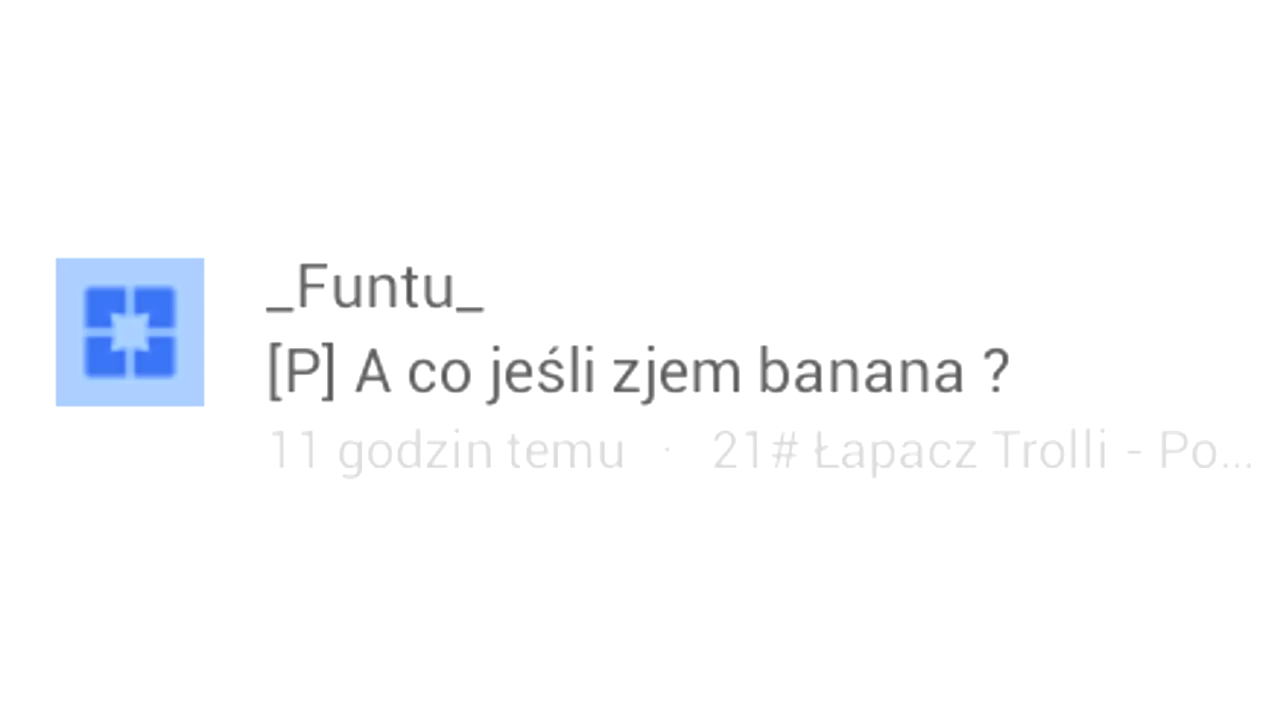 _Funtu_
[P] A co jeśli zjem banana ?
11 godzin temu · 21# Łapacz Trolli - Po...